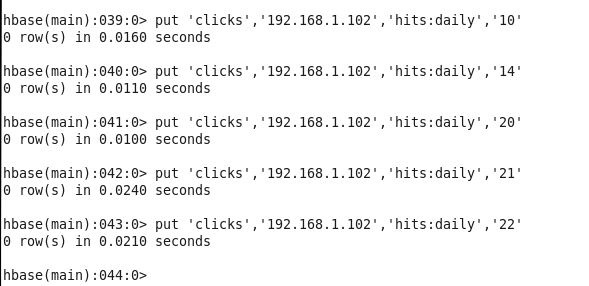 hbase(main):039:0> put 'clicks','192.168.1.102','hits:daily','10'
0 row(s) in 0.0160 seconds
hbase(main):040:0> put 'clicks','192.168.1.102','hits:daily','14'
0 row(s) in 0.0110 seconds
hbase(main):041:0> put 'clicks','192.168.1.102','hits:daily','20'
0 row(s) in 0.0100 seconds
hbase(main):042:0> put 'clicks','192.168.1.102','hits:daily','21'
0 row(s) in 0.0240 seconds
hbase(main):043:0> put 'clicks','192.168.1.102','hits:daily','22'
0 row(s) in 0.0210 seconds
hbase(main):044:0>